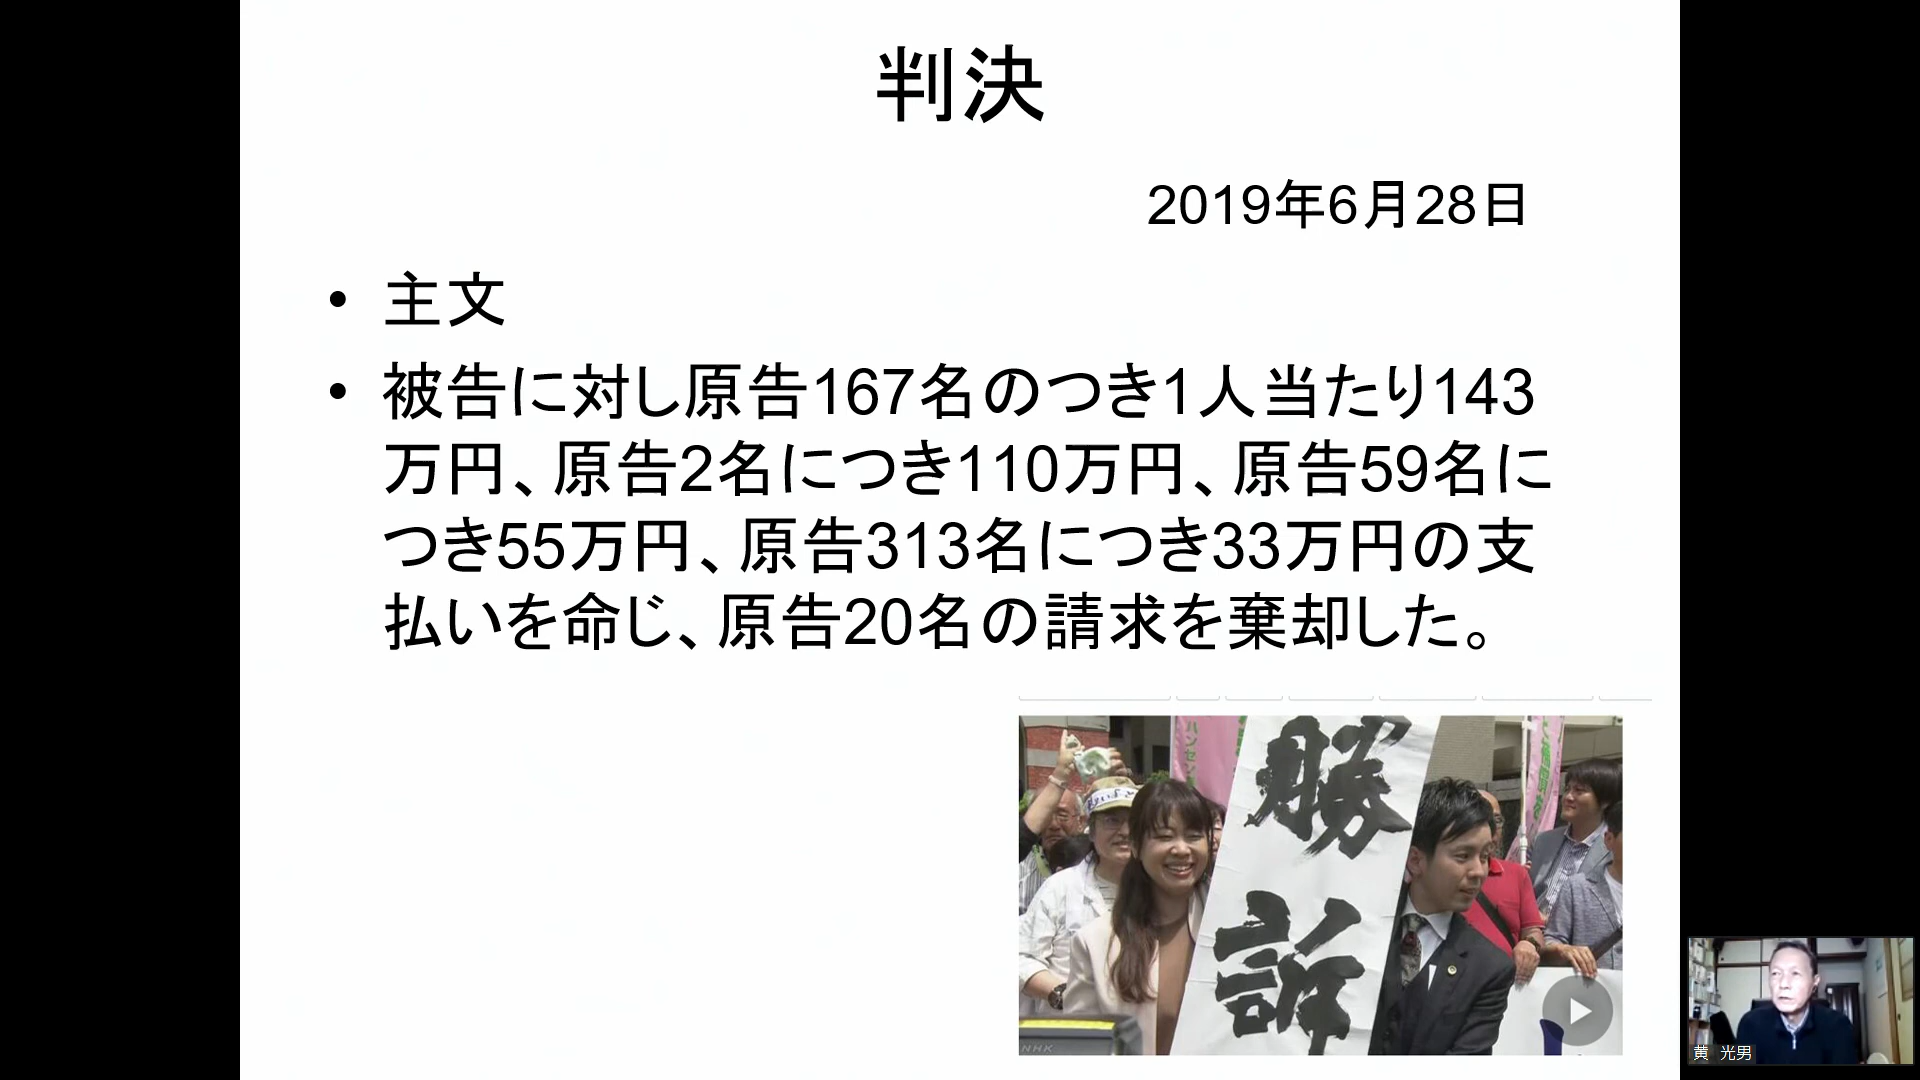 判決
2019年6月28日
• 主文
• 被告に対し原告167名のつき1人当たり143
万円、原告2名につき110万円、原告59名に
つき55万円、原告313名につき33万円の支
払いを命じ、原告20名の請求を棄却した。
ハンセン
勝訴
NHK
黄 光男